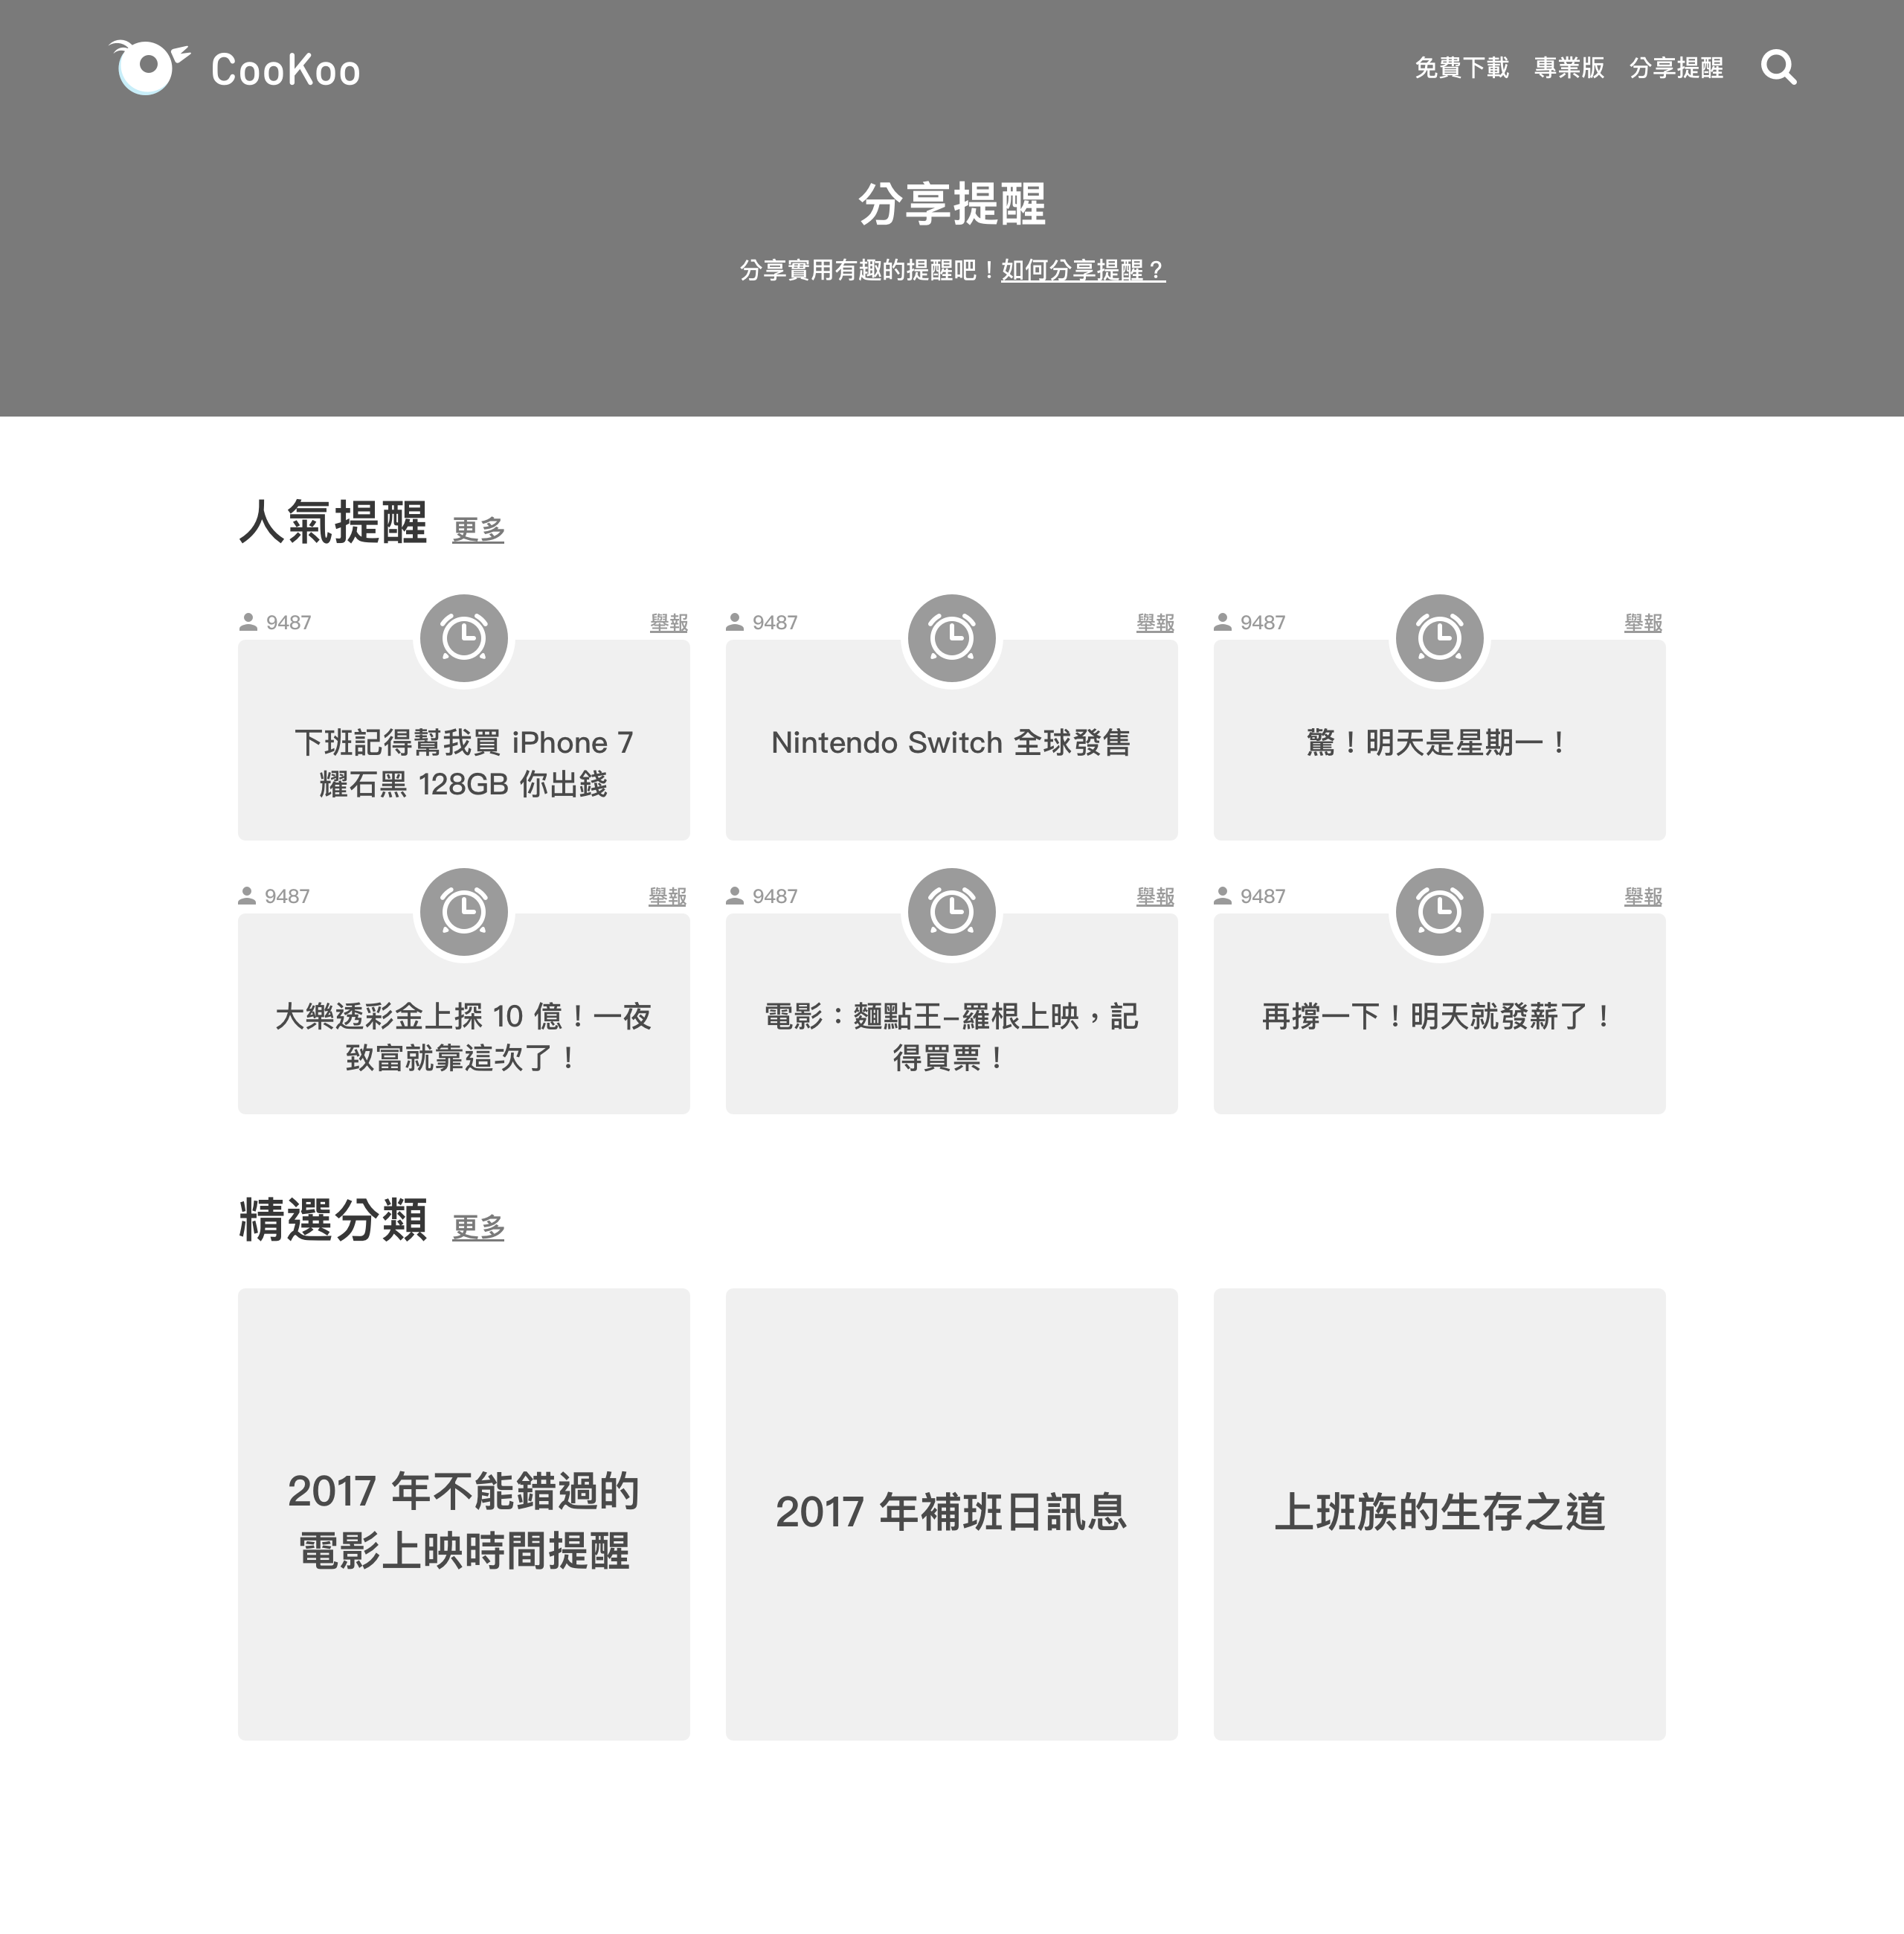 CooKoo
免費下載 專業版 分享提醒
分享提醒
分享實用有趣的提醒吧！如何分享提醒？
人氣提醒 更多
9487 舉報
9487 舉報
9487 舉報
下班記得幫我買 iPhone 7
耀石黑 128GB 你出錢
Nintendo Switch 全球發售
驚！明天是星期一！
9487 舉報
9487 舉報
9487 舉報
大樂透彩金上探 10 億！一夜
致富就靠這次了！
電影：麵點王–羅根上映，記
得買票！
再撐一下！明天就發薪了！
精選分類 更多
2017 年不能錯過的
電影上映時間提醒
2017 年補班日訊息
上班族的生存之道